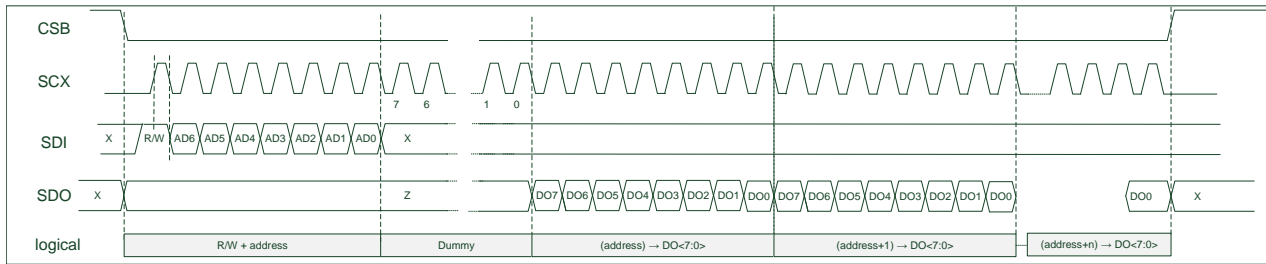 CSB
SCX
7 6 1 0
SDI X R/W AD6 AD5 AD4 AD3 AD2 AD1 AD0 X
SDO X Z DO7 DO6 DO5 DO4 DO3 DO2 DO1 DO0 DO7 DO6 DO5 DO4 DO3 DO2 DO1 DO0 DO0 X
logical R/W + address Dummy (address) → DO<7:0> (address+1) → DO<7:0> (address+n) → DO<7:0>